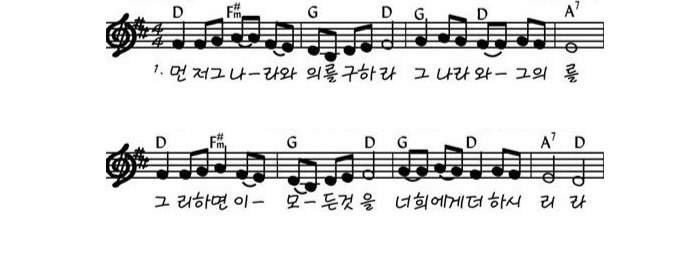 D F#m G D G D A7
4/4
1. 먼 저 그 나 - 라 와 의 를 구 하 라 그 나 라 와 - 그 의 를
D F#m G D G D A7 D
그 리 하 면 이 - 모 - 든 것 을 너 희 에 게 더 하 시 리 라